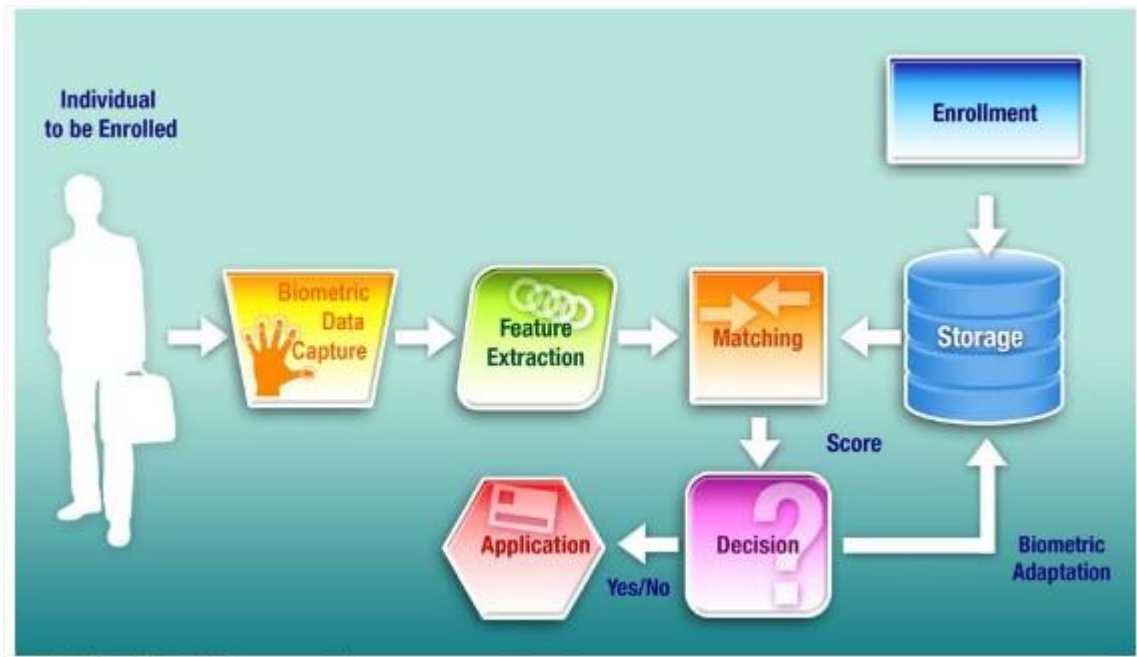 Individual
to be Enrolled
Enrollment
Biometric
Data
Capture
Feature
Extraction
Matching
Storage
Score
Application
Decision
Yes/No
Biometric
Adaptation